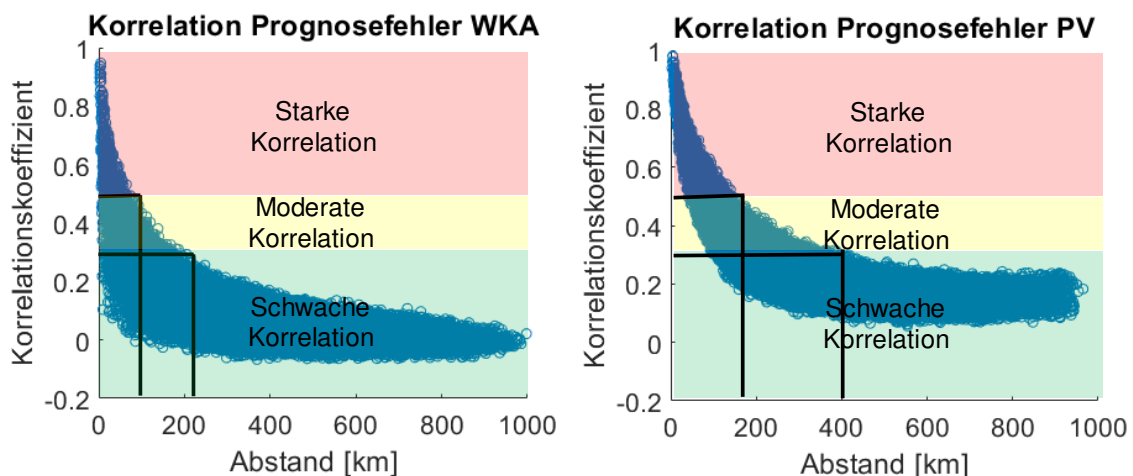 Korrelation Prognosefehler WKA
1
0.8
0.6
0.4
0.2
0
-0.2
Korrelationskoeffizient
Starke
Korrelation
Moderate
Korrelation
Schwache
Korrelation
0 200 400 600 800 1000
Abstand [km]
Korrelation Prognosefehler PV
1
0.8
0.6
0.4
0.2
0
-0.2
Korrelationskoeffizient
Starke
Korrelation
Moderate
Korrelation
Schwache
Korrelation
0 200 400 600 800 1000
Abstand [km]